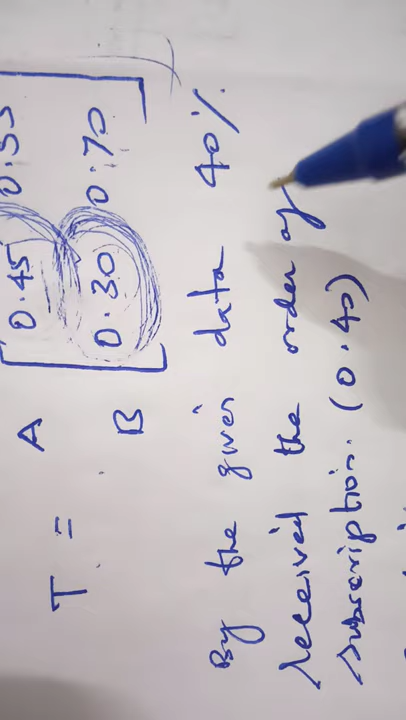 A 0.45 0.55
T = B 0.30 0.70
By the given data 40%
received the order of
subscription. (0.40)